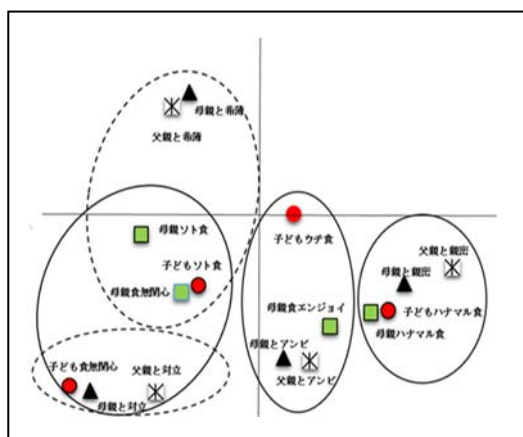 母親と希薄
父親と希薄
母親ソト食
子どもウチ食
子どもソト食
父親と親密
母親と親密
母親食無関心
子どもハナマル食
母親食エンジョイ
母親ハナマル食
母親とアンビ
子ども食無関心
父親と対立
父親とアンビ
母親と対立